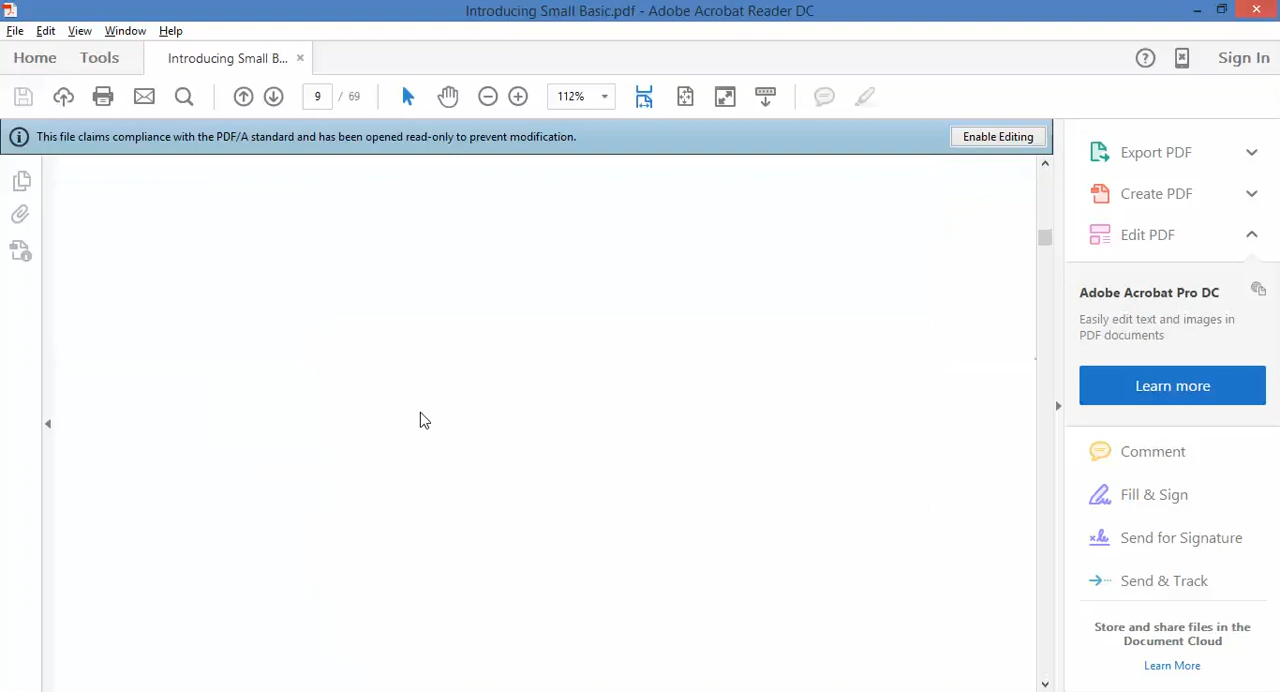 Introducing Small Basic.pdf - Adobe Acrobat Reader DC
File Edit View Window Help
Home Tools Introducing Small B... × Sign In
9 / 69 112%
This file claims compliance with the PDF/A standard and has been opened read-only to prevent modification. Enable Editing
Export PDF
Create PDF
Edit PDF
Adobe Acrobat Pro DC
Easily edit text and images in
PDF documents
Learn more
Comment
Fill & Sign
Send for Signature
Send & Track
Store and share files in the
Document Cloud
Learn More